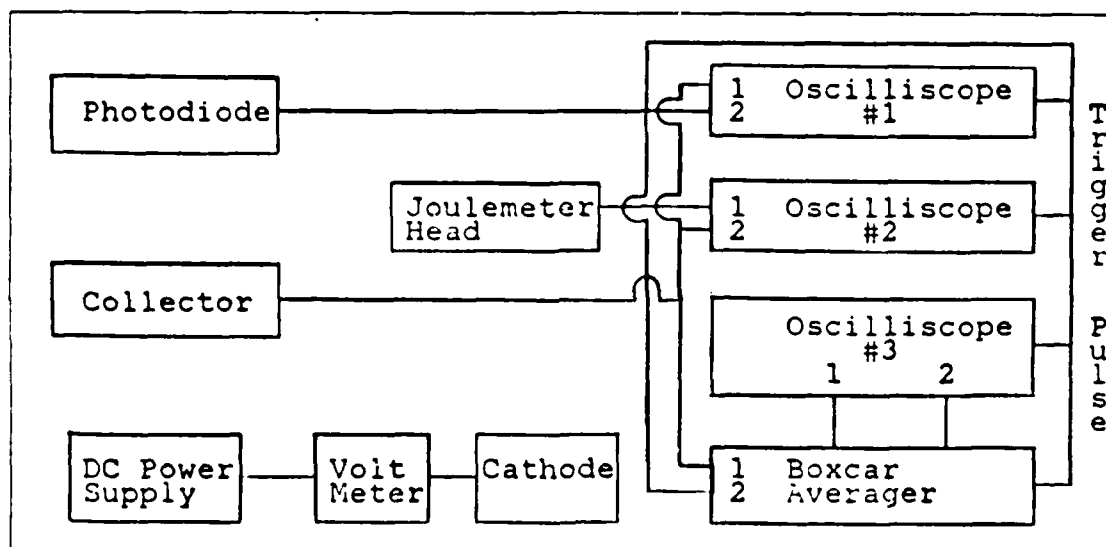 Photodiode
1 Oscilliscope
2 #1
Joulemeter
Head
1 Oscilliscope
2 #2
Collector
Oscilliscope
#3
1 2
DC Power
Supply
Volt
Meter
Cathode
1 Boxcar
2 Averager
Trigger Pulse